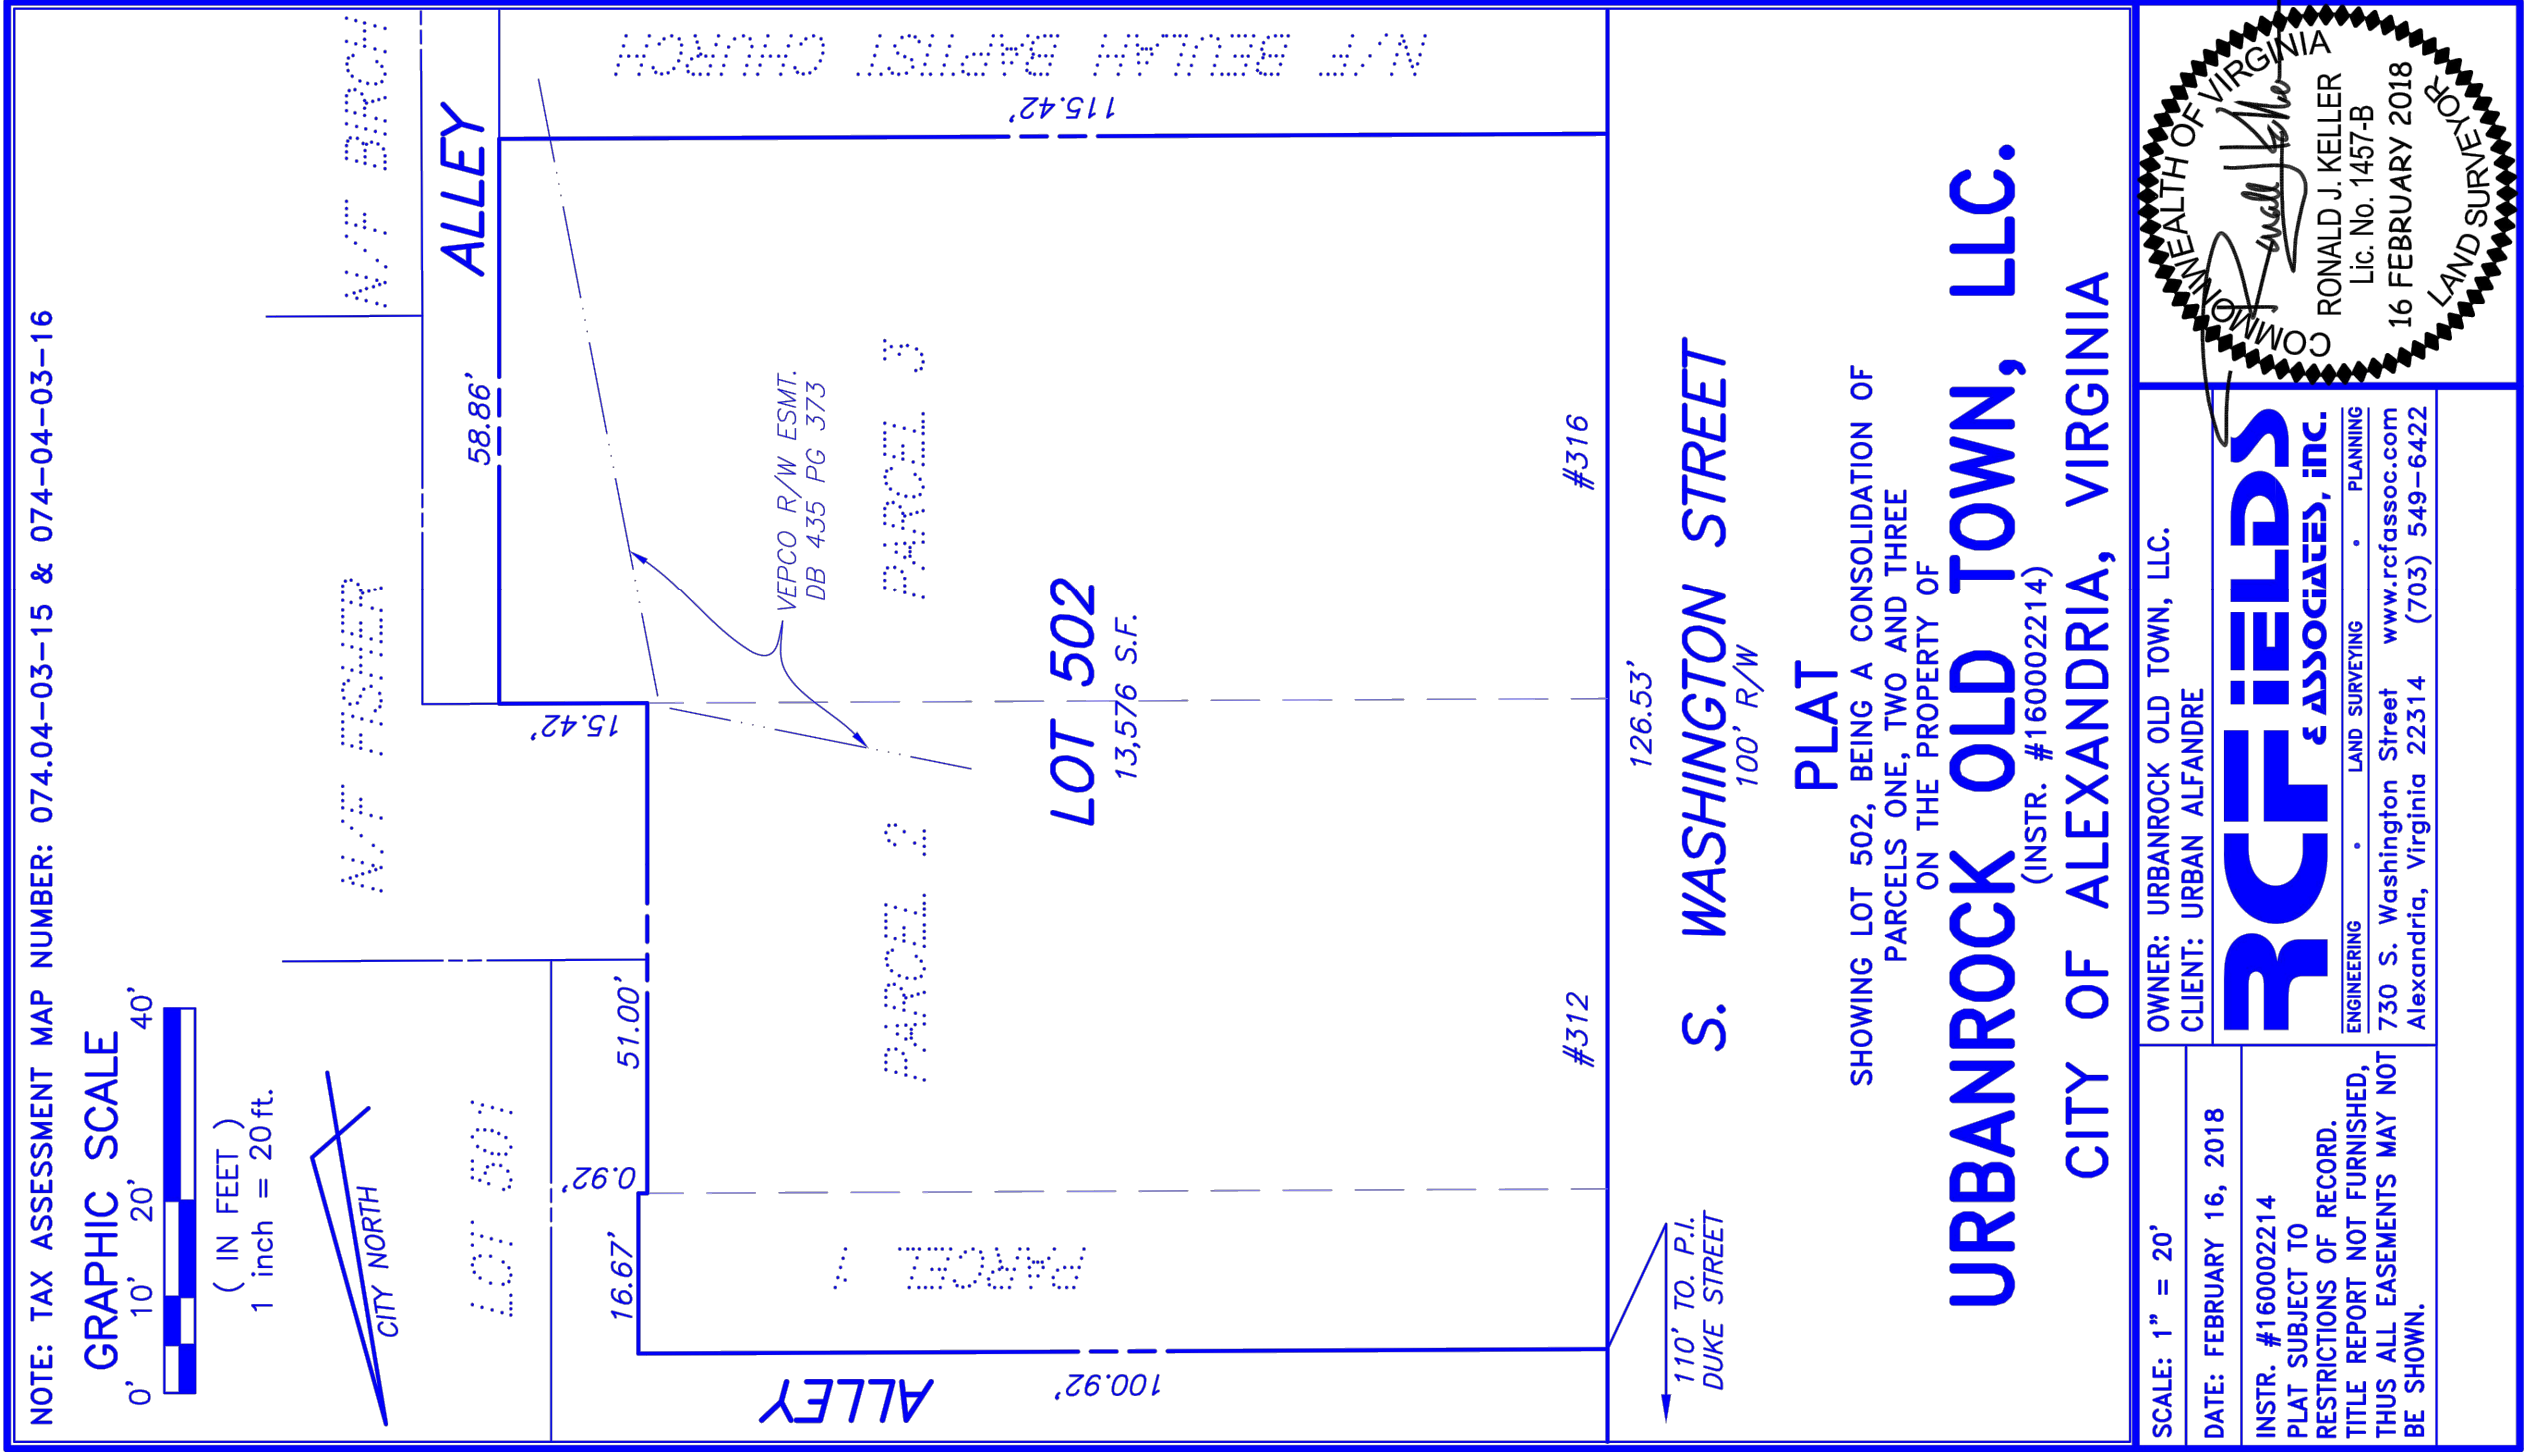 NOTE: TAX ASSESSMENT MAP NUMBER: 074.04-03-15 & 074-04-03-16
GRAPHIC SCALE
0' 10' 20' 40'
( IN FEET )
1 inch = 20 ft.
CITY NORTH
N/F FISHER
N/F BIRCH
ALLEY
LOT 501
58.86'
15.42'
51.00'
0.92'
16.67'
N/F BEULAH BAPTIST CHURCH
115.42'
VEPCO R/W ESMT.
DB 435 PG 373
PARCEL 1
PARCEL 2
PARCEL 3
LOT 502
13,576 S.F.
ALLEY
100.92'
#312
#316
126.53'
110' TO. P.I.
DUKE STREET
S. WASHINGTON STREET
100' R/W
PLAT
SHOWING LOT 502, BEING A CONSOLIDATION OF
PARCELS ONE, TWO AND THREE
ON THE PROPERTY OF
URBANROCK OLD TOWN, LLC.
(INSTR. #160002214)
CITY OF ALEXANDRIA, VIRGINIA
SCALE: 1" = 20'
DATE: FEBRUARY 16, 2018
INSTR. #160002214
PLAT SUBJECT TO
RESTRICTIONS OF RECORD.
TITLE REPORT NOT FURNISHED,
THUS ALL EASEMENTS MAY NOT
BE SHOWN.
OWNER: URBANROCK OLD TOWN, LLC.
CLIENT: URBAN ALFANDRE
RCFiELDS
& ASSOCiATES, inc.
ENGINEERING • LAND SURVEYING • PLANNING
730 S. Washington Street www.rcfassoc.com
Alexandria, Virginia 22314 (703) 549-6422
COMMONWEALTH OF VIRGINIA
Ronald J. Keller
RONALD J. KELLER
Lic. No. 1457-B
16 FEBRUARY 2018
LAND SURVEYOR